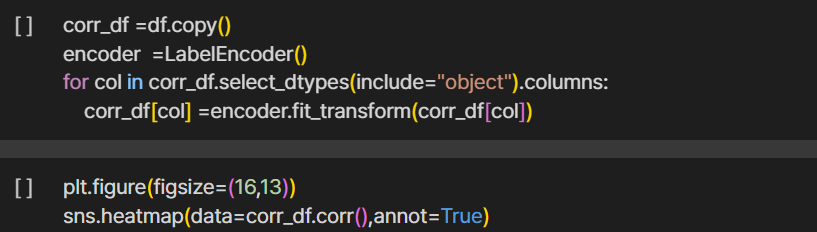 [ ] corr_df =df.copy()
encoder  =LabelEncoder()
for col in corr_df.select_dtypes(include="object").columns:
    corr_df[col] =encoder.fit_transform(corr_df[col])
[ ] plt.figure(figsize=(16,13))
sns.heatmap(data=corr_df.corr(),annot=True)